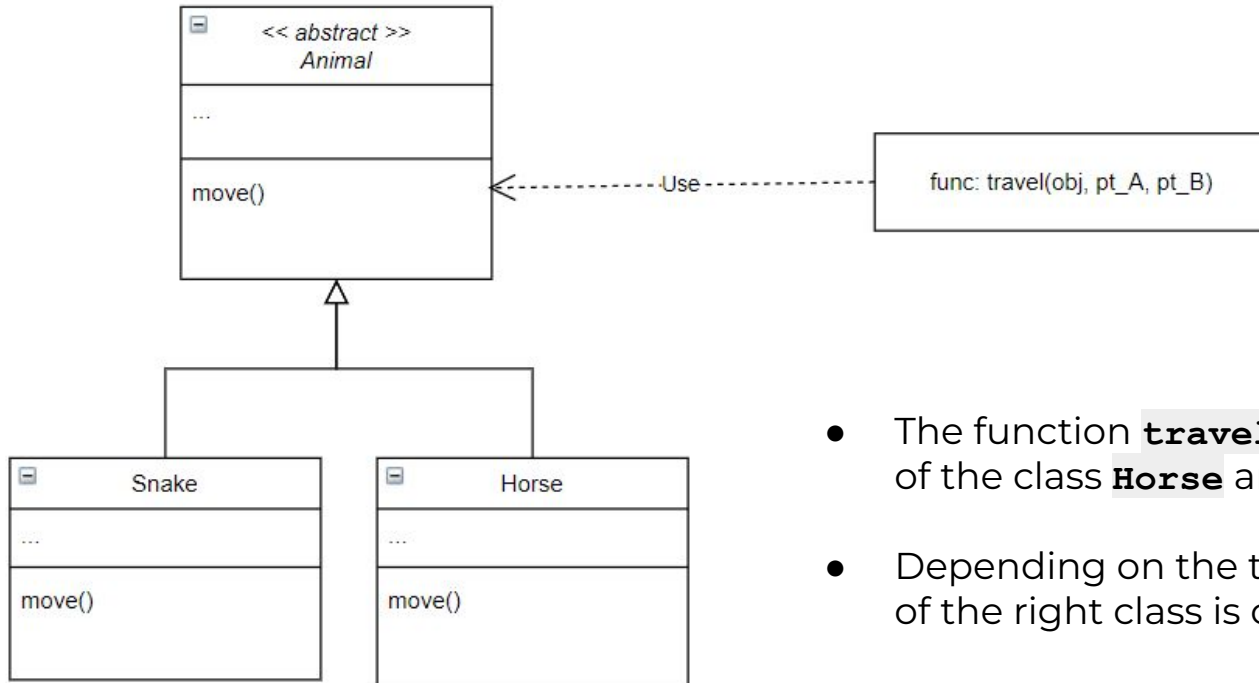 << abstract >>
Animal
...
move()
Use
func: travel(obj, pt_A, pt_B)
Snake
...
move()
Horse
...
move()
● The function
of the class Horse
● Depending on the
of the right class is